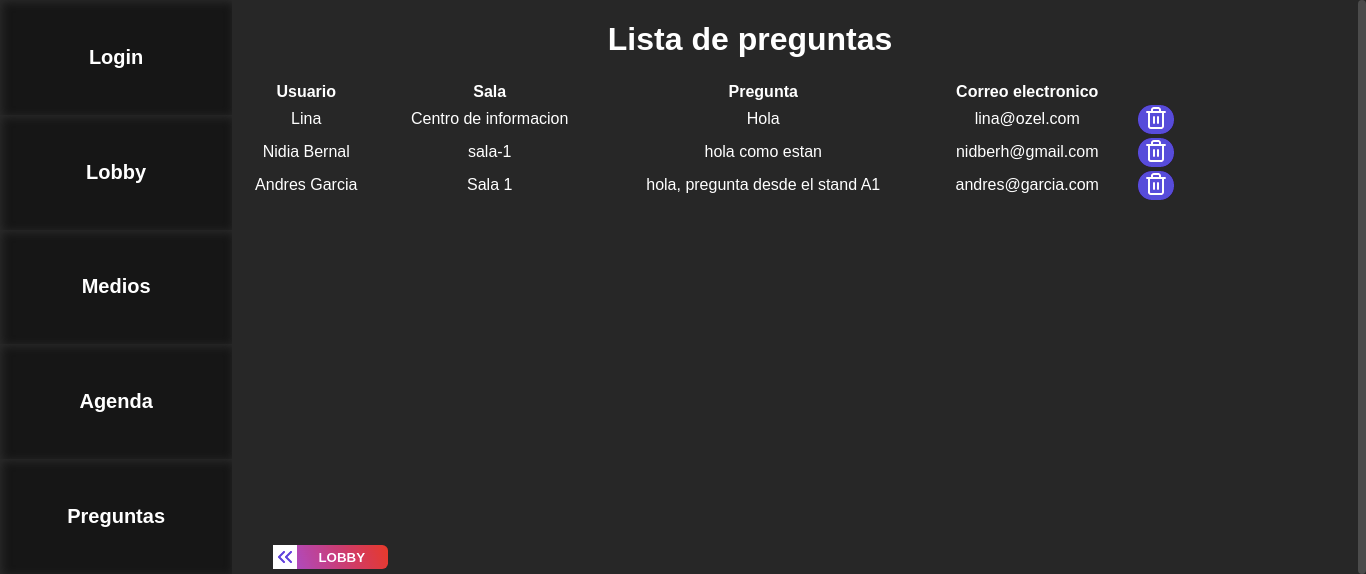 Login
Lobby
Medios
Agenda
Preguntas
Lista de preguntas
Usuario Sala Pregunta Correo electronico
Lina Centro de informacion Hola lina@ozel.com
Nidia Bernal sala-1 hola como estan nidberh@gmail.com
Andres Garcia Sala 1 hola, pregunta desde el stand A1 andres@garcia.com
LOBBY